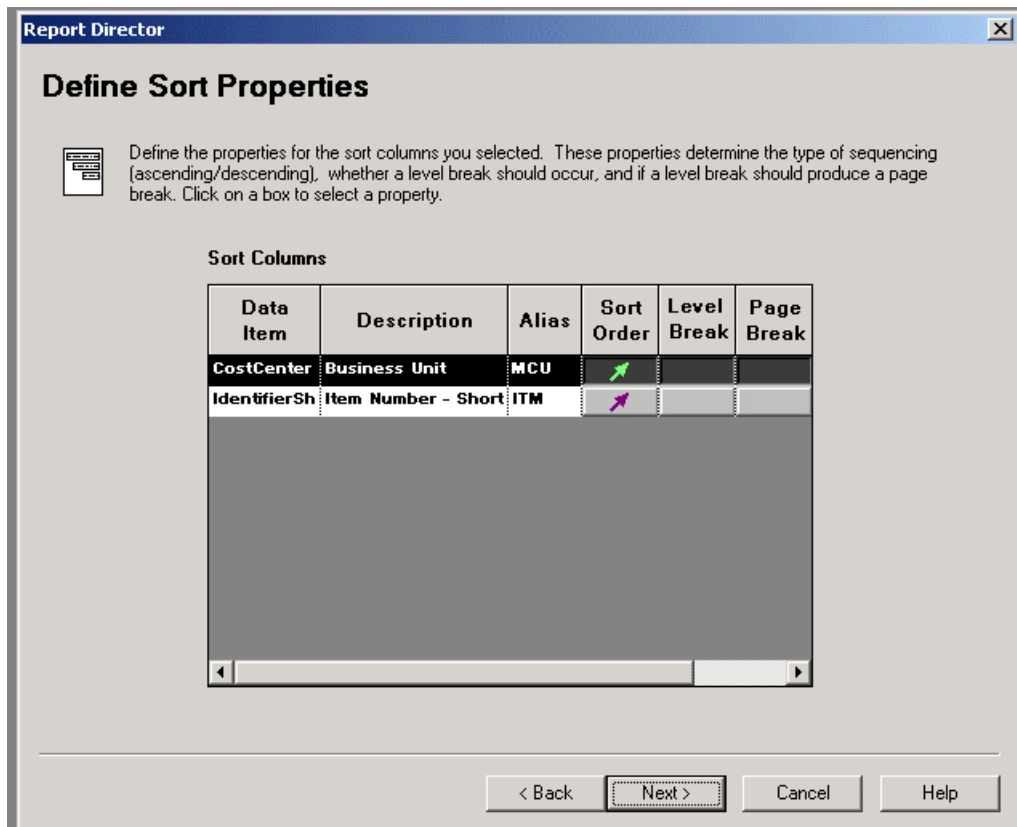 Report Director
Define Sort Properties
Define the properties for the sort columns you selected.  These properties determine the type of sequencing
(ascending/descending),  whether a level break should occur, and if a level break should produce a page
break. Click on a box to select a property.
Sort Columns
Data Item Description Alias Sort Order Level Break Page Break
CostCenter Business Unit MCU
IdentifierSh Item Number - Short ITM
< Back Next > Cancel Help